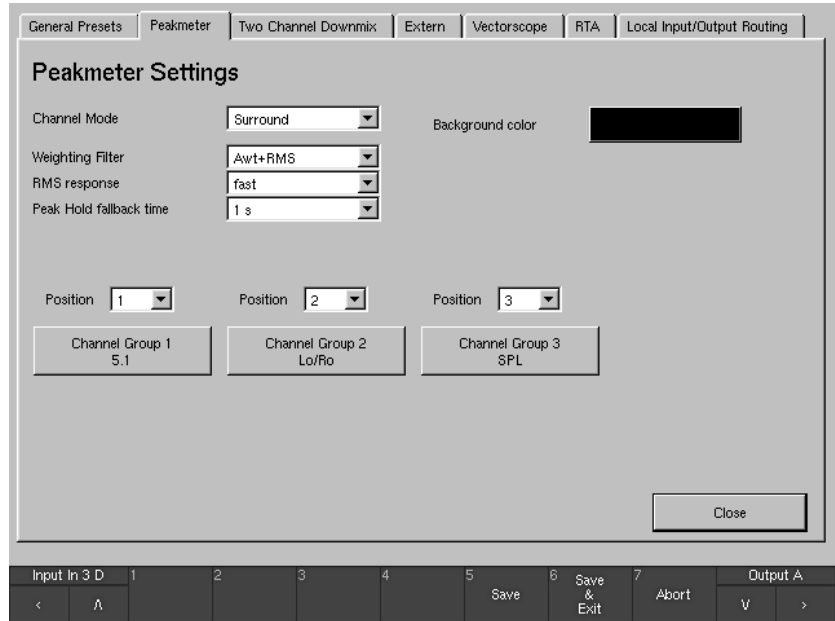 General Presets Peakmeter Two Channel Downmix Extern Vectorscope RTA Local Input/Output Routing
Peakmeter Settings
Channel Mode Surround Background color
Weighting Filter Awt+RMS
RMS response fast
Peak Hold fallback time 1 s
Position 1 Position 2 Position 3
Channel Group 1 Channel Group 2 Channel Group 3
5.1 Lo/Ro SPL
Close
Input In 3 D 1 2 3 4 5 6 7 Output A
Save Save & Exit Abort
< Λ V >